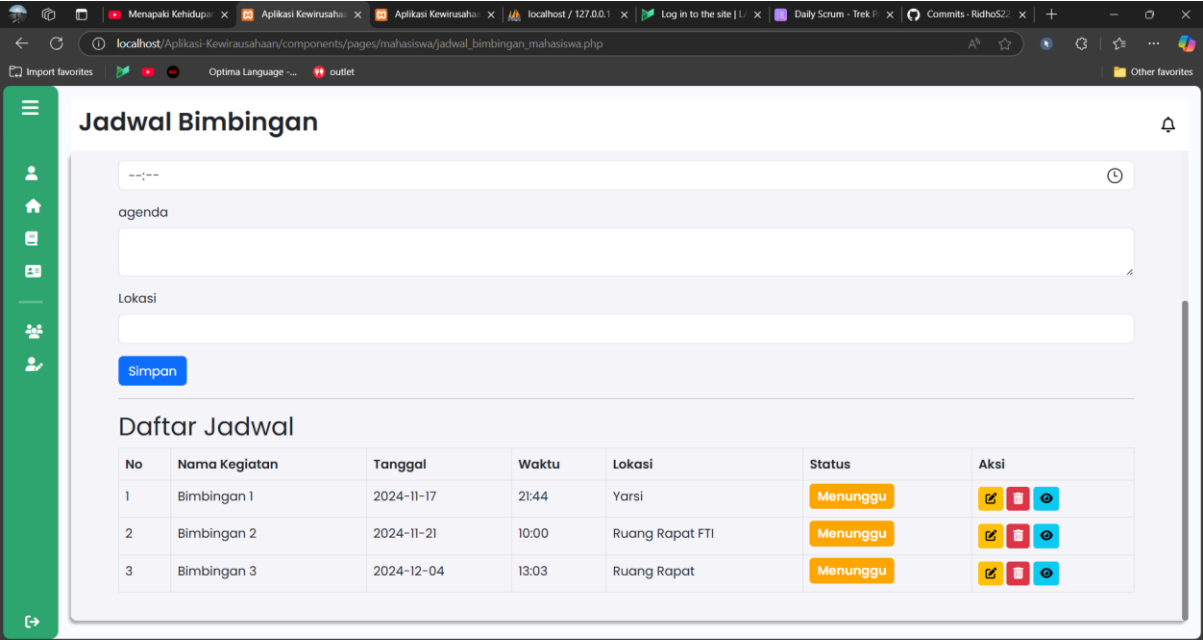 Menapaki Kehidupa
Aplikasi Kewirausaha
Aplikasi Kewirausaha
localhost / 127.0.0.1
Log in to the site | L
Daily Scrum - Trek P
Commits - RidhoS22
localhost/Aplikasi-Kewirausahaan/components/pages/mahasiswa/jadwal_bimbingan_mahasiswa.php
Import favorites
Optima Language -...
outlet
Other favorites
Jadwal Bimbingan
--:--
agenda
Lokasi
Simpan
Daftar Jadwal
No Nama Kegiatan Tanggal Waktu Lokasi Status Aksi
1 Bimbingan 1 2024-11-17 21:44 Yarsi Menunggu
2 Bimbingan 2 2024-11-21 10:00 Ruang Rapat FTI Menunggu
3 Bimbingan 3 2024-12-04 13:03 Ruang Rapat Menunggu